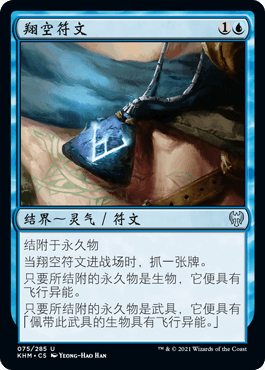 翔空符文 1
结界～灵气 / 符文
结附于永久物
当翔空符文进战场时，抓一张牌。
只要所结附的永久物是生物，它便具有
飞行异能。
只要所结附的永久物是武具，它便具有
「佩带此武具的生物具有飞行异能。」
075/285 U
KHM • CS YEONG-HAO HAN
™ & © 2021 Wizards of the Coast